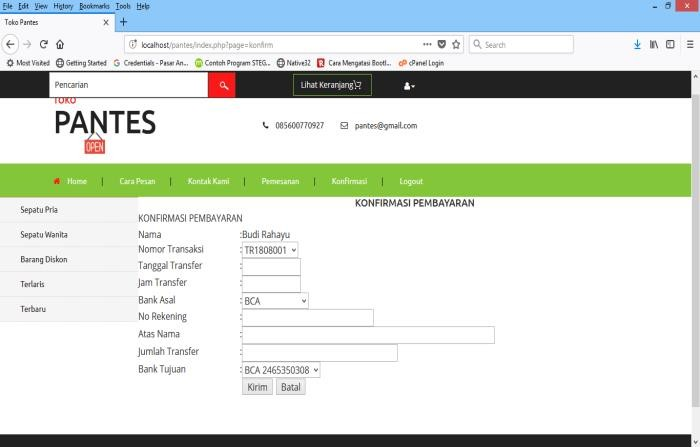 File Edit View History Bookmarks Tools Help
Toko Pantes
localhost/pantes/index.php?page=konfirm
Search
Most Visited Getting Started Credentials - Pasar An... Contoh Program STEG... Native32 Cara Mengatasi Bootl... cPanel Login
Pencarian
Lihat Keranjang
TOKO
PANTES
OPEN
085600770927 pantes@gmail.com
Home | Cara Pesan | Kontak Kami | Pemesanan | Konfirmasi | Logout
Sepatu Pria
Sepatu Wanita
Barang Diskon
Terlaris
Terbaru
KONFIRMASI PEMBAYARAN
KONFIRMASI PEMBAYARAN
Nama :Budi Rahayu
Nomor Transaksi : TR1808001
Tanggal Transfer :
Jam Transfer :
Bank Asal : BCA
No Rekening :
Atas Nama :
Jumlah Transfer :
Bank Tujuan : BCA 2465350308
Kirim Batal